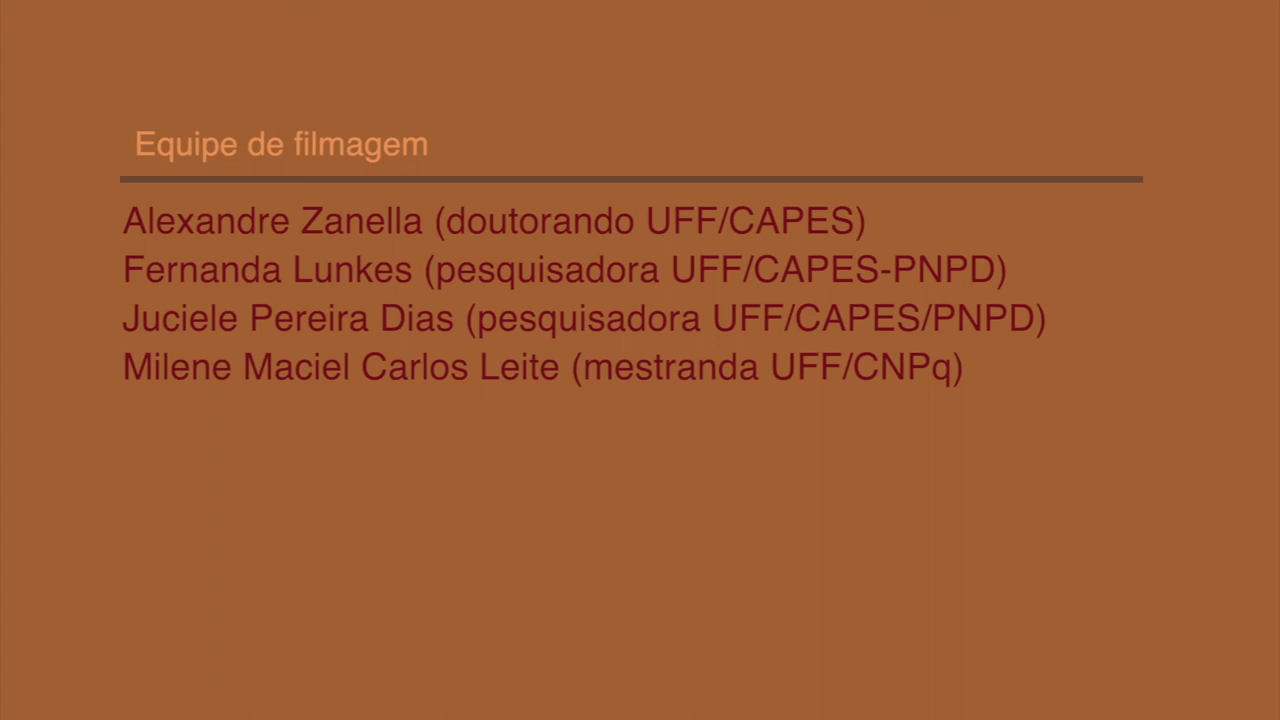 Equipe de filmagem
Alexandre Zanella (doutorando UFF/CAPES)
Fernanda Lunkes (pesquisadora UFF/CAPES-PNPD)
Juciele Pereira Dias (pesquisadora UFF/CAPES/PNPD)
Milene Maciel Carlos Leite (mestranda UFF/CNPq)